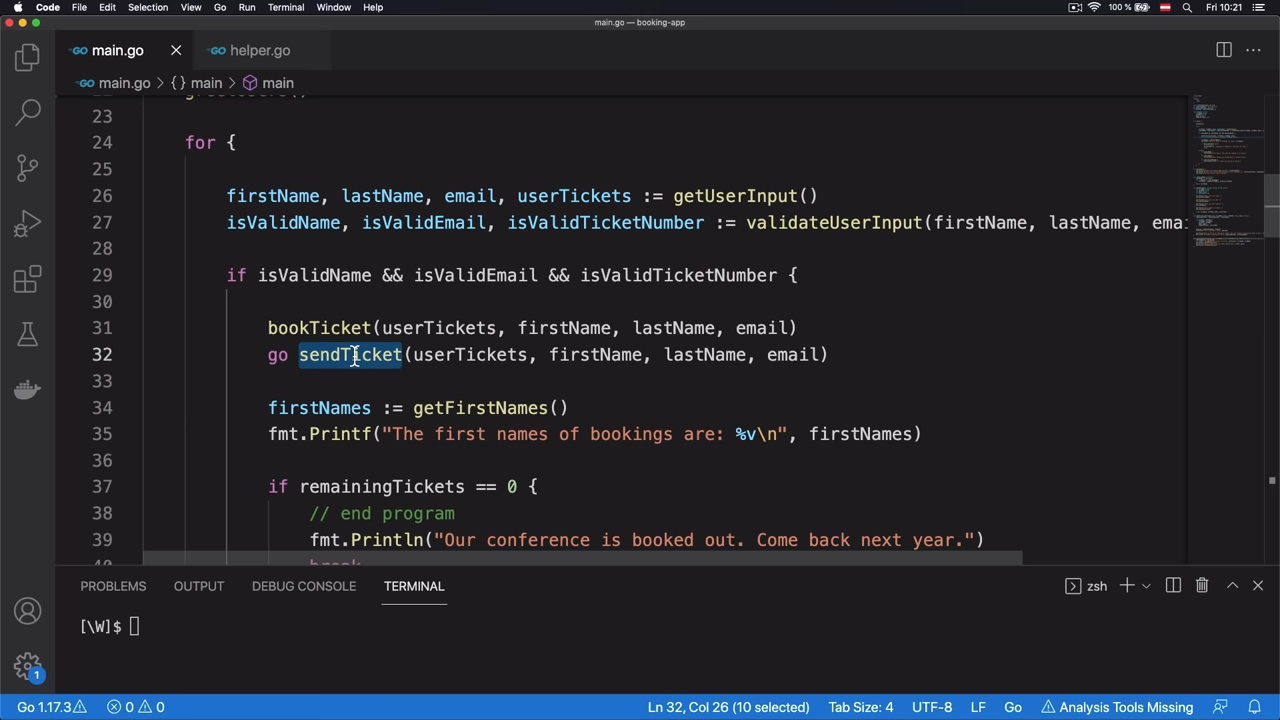 Code File Edit Selection View Go Run Terminal Window Help 100 % Fri 10:21
main.go — booking-app
main.go helper.go
main.go > {} main > main
23
24 for {
25
26 firstName, lastName, email, userTickets := getUserInput()
27 isValidName, isValidEmail, isValidTicketNumber := validateUserInput(firstName, lastName, emai
28
29 if isValidName && isValidEmail && isValidTicketNumber {
30
31 bookTicket(userTickets, firstName, lastName, email)
32 go sendTicket(userTickets, firstName, lastName, email)
33
34 firstNames := getFirstNames()
35 fmt.Printf("The first names of bookings are: %v\n", firstNames)
36
37 if remainingTickets == 0 {
38 // end program
39 fmt.Println("Our conference is booked out. Come back next year.")
40 break
PROBLEMS OUTPUT DEBUG CONSOLE TERMINAL zsh
[\W]$
1
Go 1.17.3 0 0 Ln 32, Col 26 (10 selected) Tab Size: 4 UTF-8 LF Go Analysis Tools Missing